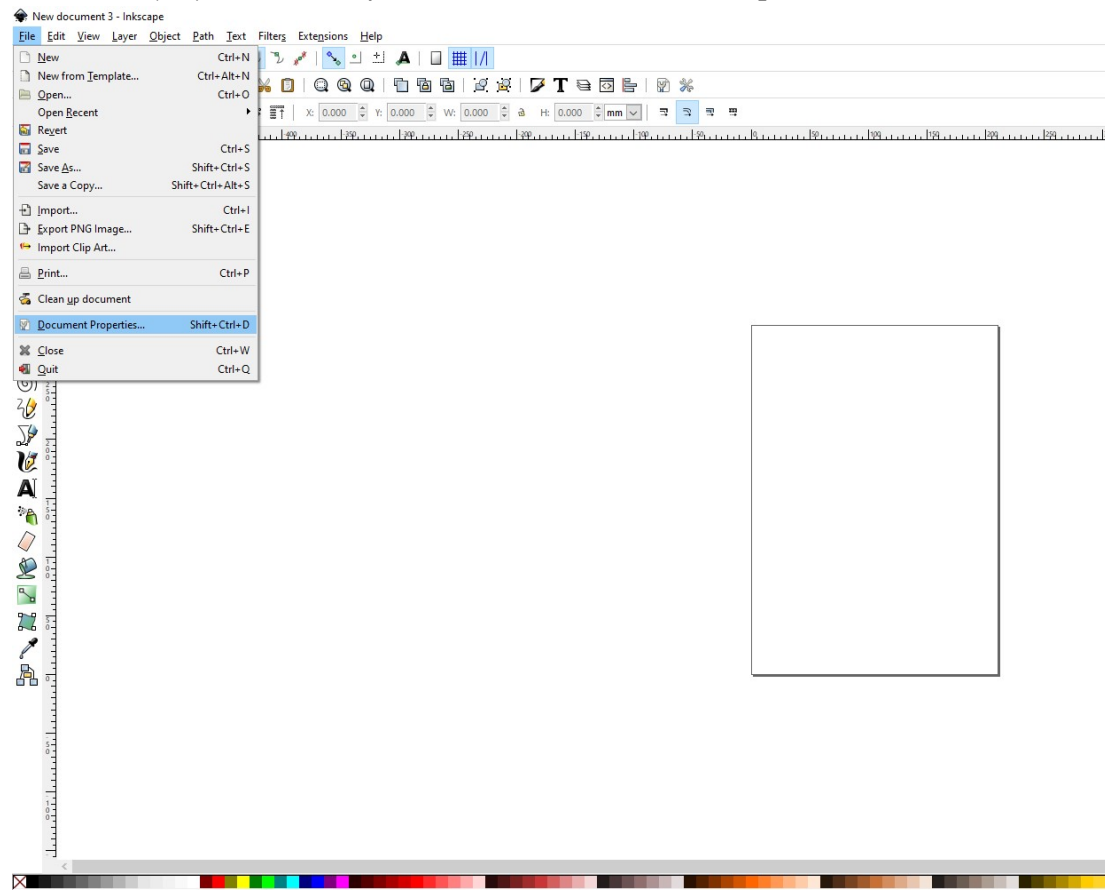 New document 3 - Inkscape
File Edit View Layer Object Path Text Filters Extensions Help
New Ctrl+N
New from Template... Ctrl+Alt+N
Open... Ctrl+O
Open Recent
Revert
Save Ctrl+S
Save As... Shift+Ctrl+S
Save a Copy... Shift+Ctrl+Alt+S
Import... Ctrl+I
Export PNG Image... Shift+Ctrl+E
Import Clip Art...
Print... Ctrl+P
Clean up document
Document Properties... Shift+Ctrl+D
Close Ctrl+W
Quit Ctrl+Q
X: 0.000 Y: 0.000 W: 0.000 H: 0.000 mm